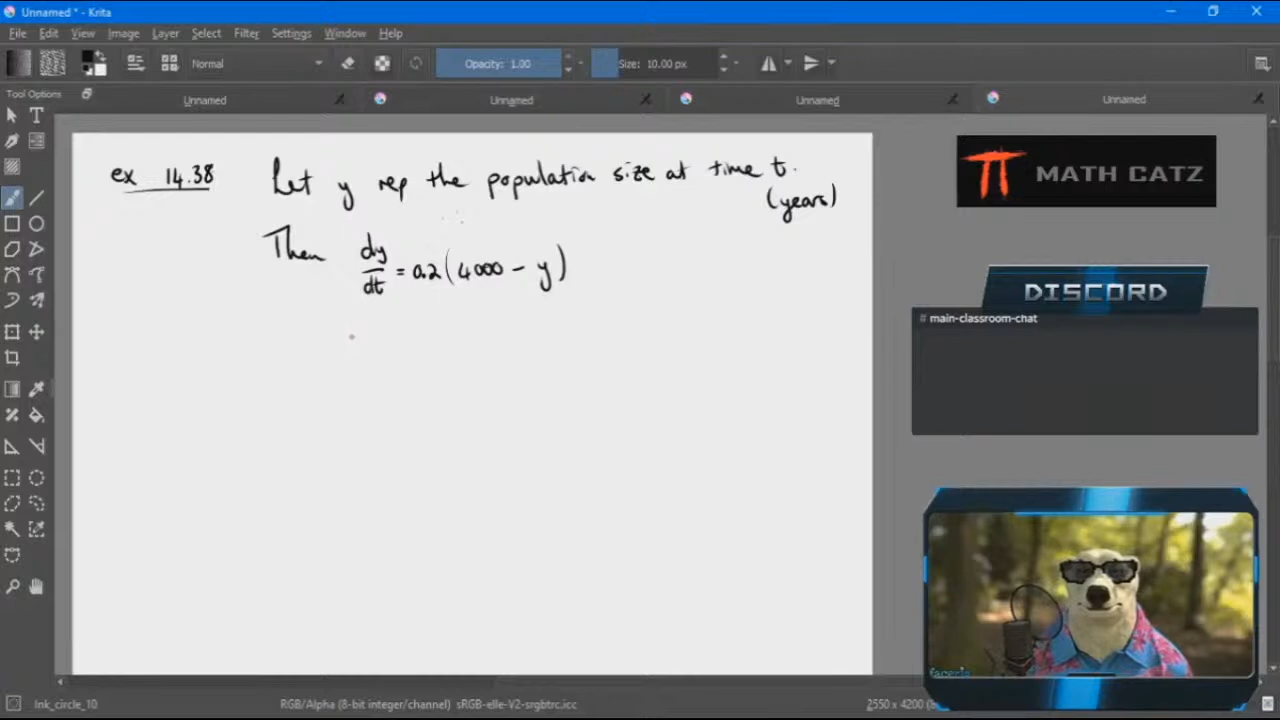 Unnamed * - Krita
File Edit View Image Layer Select Filter Settings Window Help
Normal Opacity: 1.00 Size: 10.00 px
Tool Options
Unnamed Unnamed Unnamed Unnamed
ex 14.38 Let y rep the population size at time t.
(years)
Then dy/dt = 0.2(4000 - y)
π MATH CATZ
DISCORD
# main-classroom-chat
Ink_circle_10 RGB/Alpha (8-bit integer/channel) sRGB-elle-V2-srgbtrc.icc 2550 x 4200 (8